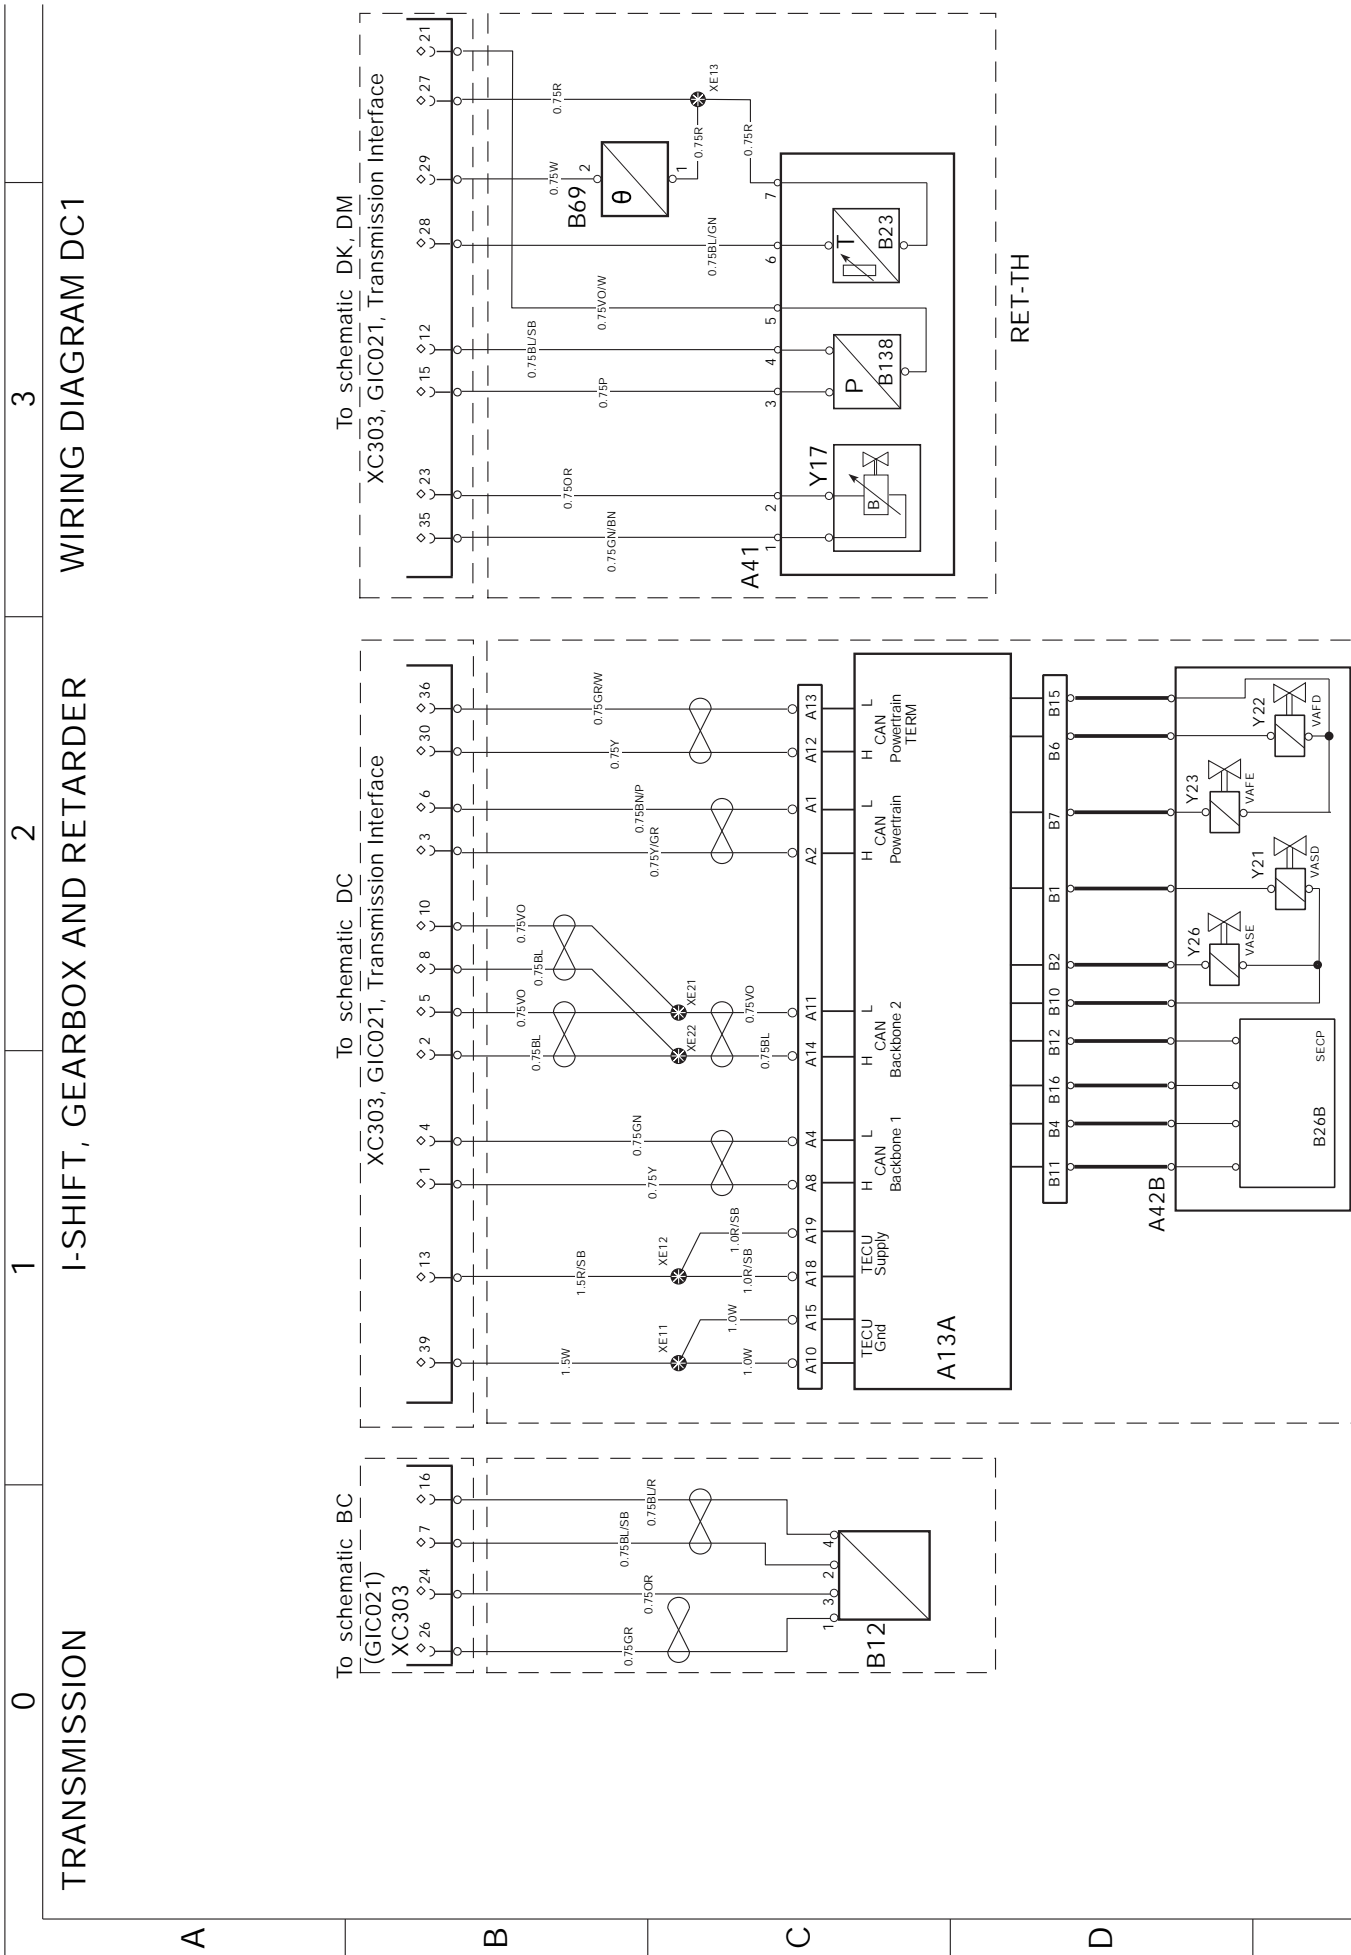 0
1
2
3
TRANSMISSION
I-SHIFT, GEARBOX AND RETARDER
WIRING DIAGRAM DC1
A
B
C
D
To schematic BC
(GIC021)
XC303
26
24
7
16
0.75GR
0.75OR
0.75BL/SB
0.75BL/R
1
3
2
4
B12
To schematic DC
XC303, GIC021, Transmission Interface
39
13
1
4
2
5
8
10
3
6
30
36
1.5W
1.5R/SB
0.75Y
0.75GN
0.75BL
0.75VO
0.75BL
0.75VO
0.75Y/GR
0.75BN/P
0.75Y
0.75GR/W
XE11
XE12
XE22
XE21
1.0W
1.0W
1.0R/SB
1.0R/SB
0.75BL
0.75VO
A10
A15
A18
A19
A8
A4
A14
A11
A2
A1
A12
A13
TECU
Gnd
TECU
Supply
H CAN L
Backbone 1
H CAN L
Backbone 2
H CAN L
Powertrain
H CAN L
Powertrain
TERM
A13A
B11
B4
B16
B12
B10
B2
B1
B7
B6
B15
A42B
Y26
VASE
Y21
VASD
Y23
VAFE
Y22
VAFD
SECP
B26B
To schematic DK, DM
XC303, GIC021, Transmission Interface
35
23
15
12
28
29
27
21
0.75GN/BN
0.75OR
0.75P
0.75BL/SB
0.75VO/W
0.75BL/GN
0.75W
0.75R
B69
2
θ
1
0.75R
XE13
0.75R
A41
1
2
3
4
5
6
7
Y17
B
P
B138
T
B23
RET-TH